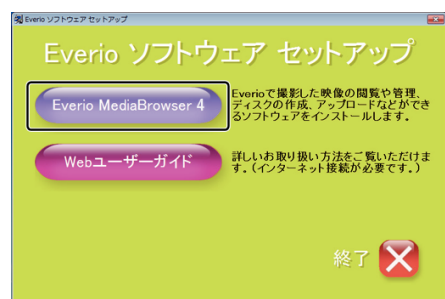 Everio ソフトウェア セットアップ
Everio ソフトウェア セットアップ
Everio MediaBrowser 4
Everioで撮影した映像の閲覧や管理、
ディスクの作成、アップロードなどができ
るソフトウェアをインストールします。
Webユーザーガイド
詳しいお取り扱い方法をご覧いただけま
す。(インターネット接続が必要です。)
終了